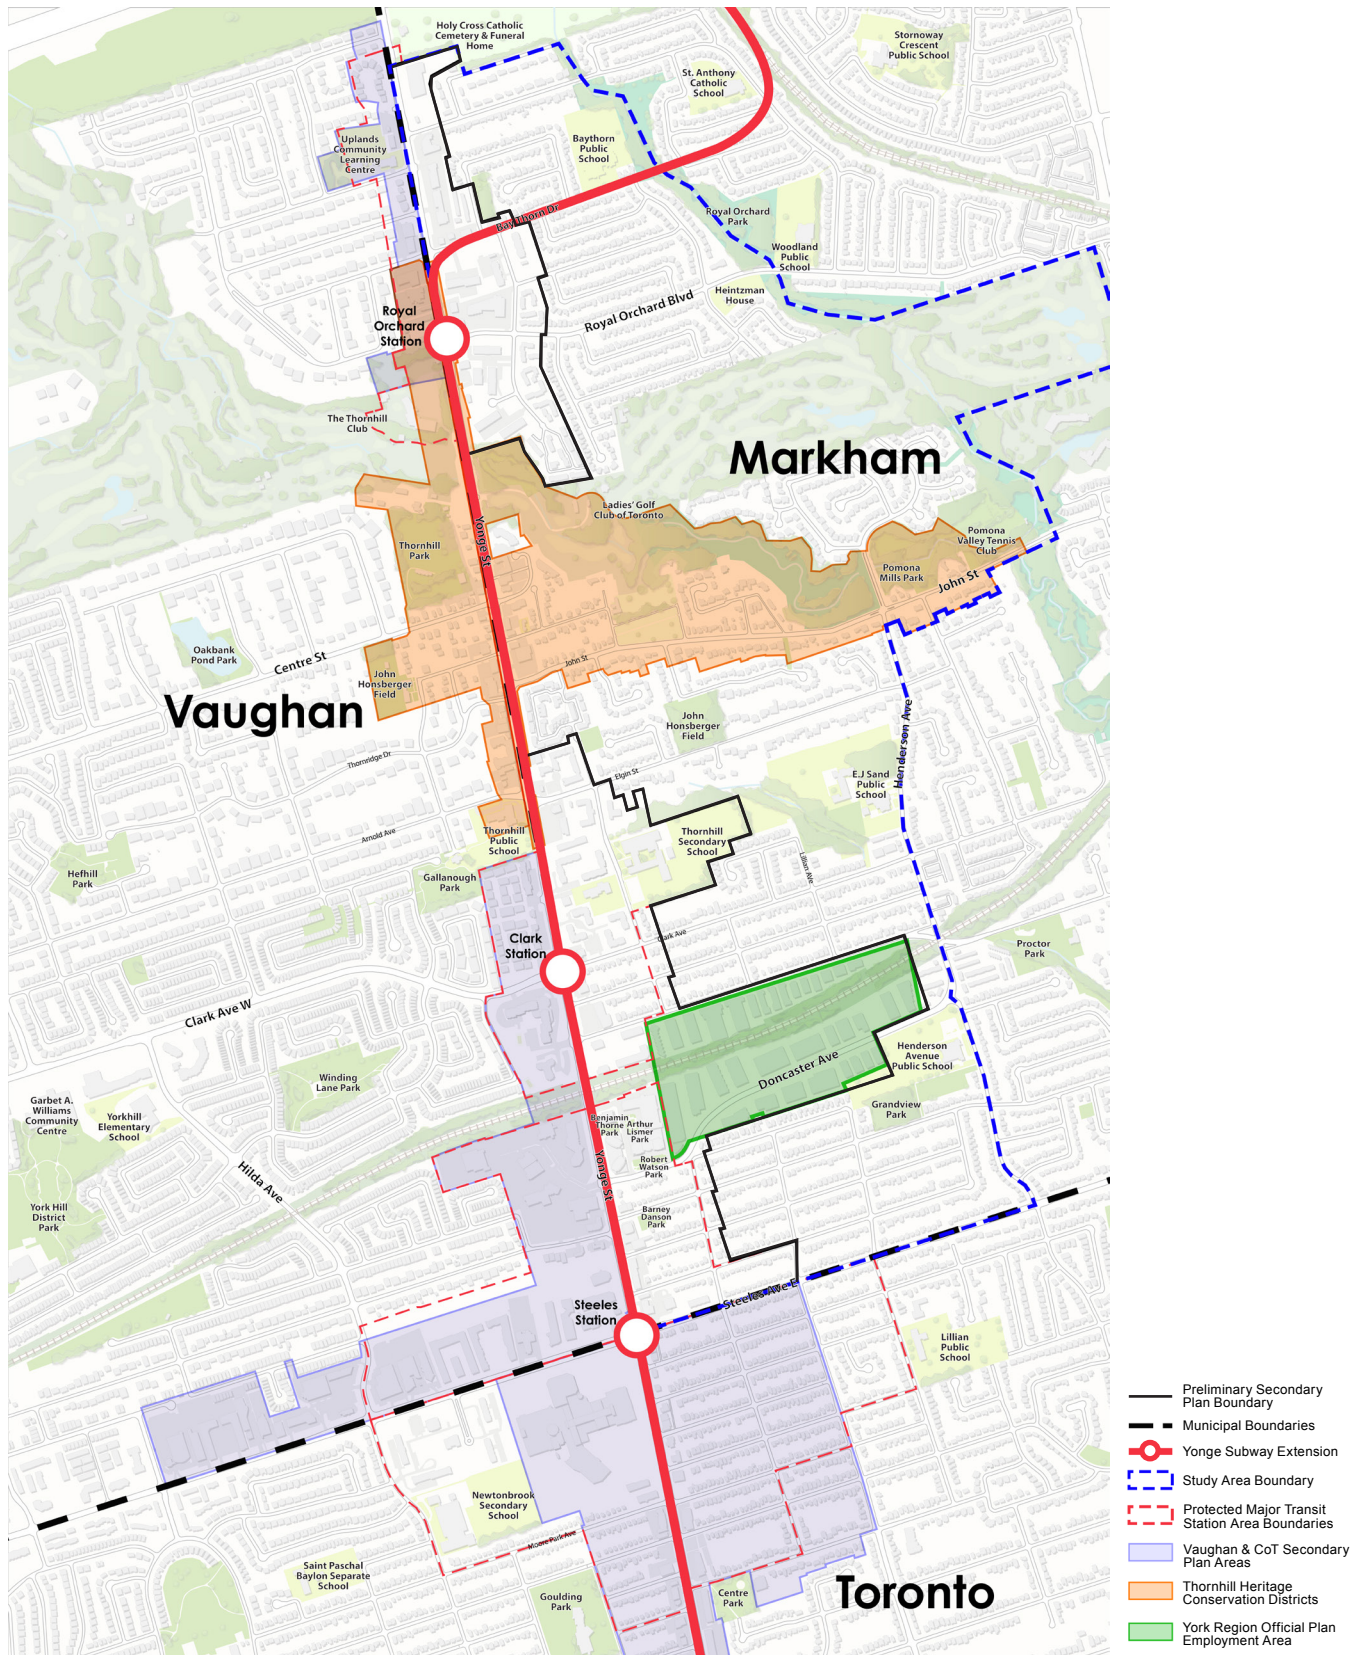 Holy Cross Catholic
Cemetery & Funeral
Home
Stornoway
Crescent
Public School
St. Anthony
Catholic
School
Uplands
Community
Learning
Centre
Baythorn
Public
School
Bay Thorn Dr
Royal Orchard
Park
Woodland
Public
School
Heintzman
House
Royal Orchard Blvd
Royal
Orchard
Station
The Thornhill
Club
Markham
Ladies' Golf
Club of Toronto
Yonge St
Thornhill
Park
Pomona
Valley Tennis
Club
Pomona
Mills Park
John St
Oakbank
Pond Park
Centre St
John St
John
Honsberger
Field
Vaughan
John
Honsberger
Field
Henderson Ave
Thornridge Dr
Elgin St
E.J Sand
Public
School
Arnold Ave
Thornhill
Public
School
Thornhill
Secondary
School
Lillian Ave
Hefhill
Park
Gallanough
Park
Clark
Station
Clark Ave
Proctor
Park
Clark Ave W
Henderson
Avenue
Public School
Doncaster Ave
Winding
Lane Park
Grandview
Park
Garbet A.
Williams
Community
Centre
Yorkhill
Elementary
School
Benjamin
Thorne
Park
Arthur
Lismer
Park
Robert
Watson
Park
Yonge St
Hilda Ave
York Hill
District
Park
Barney
Danson
Park
Steeles Ave E
Steeles
Station
Lillian
Public
School
Newtonbrook
Secondary
School
Moore Park Ave
Saint Paschal
Baylon Separate
School
Goulding
Park
Centre
Park
Toronto
Preliminary Secondary
Plan Boundary
Municipal Boundaries
Yonge Subway Extension
Study Area Boundary
Protected Major Transit
Station Area Boundaries
Vaughan & CoT Secondary
Plan Areas
Thornhill Heritage
Conservation Districts
York Region Official Plan
Employment Area